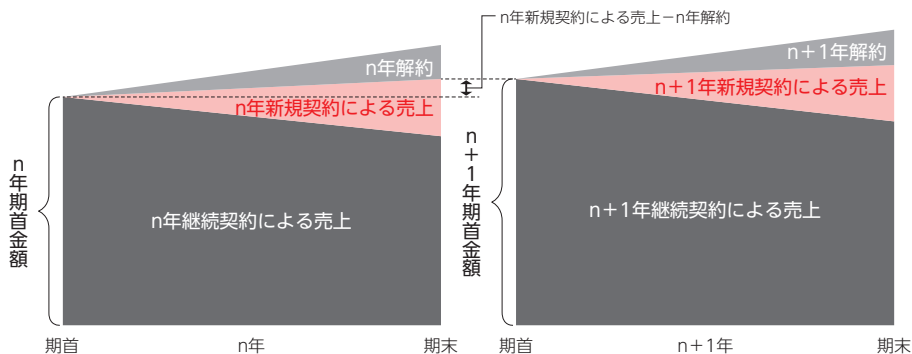 n年新規契約による売上－n年解約
n年解約
n年新規契約による売上
n年継続契約による売上
n年期首金額
期首
n年
期末
n＋1年解約
n＋1年新規契約による売上
n＋1年継続契約による売上
n＋1年期首金額
期首
n＋1年
期末